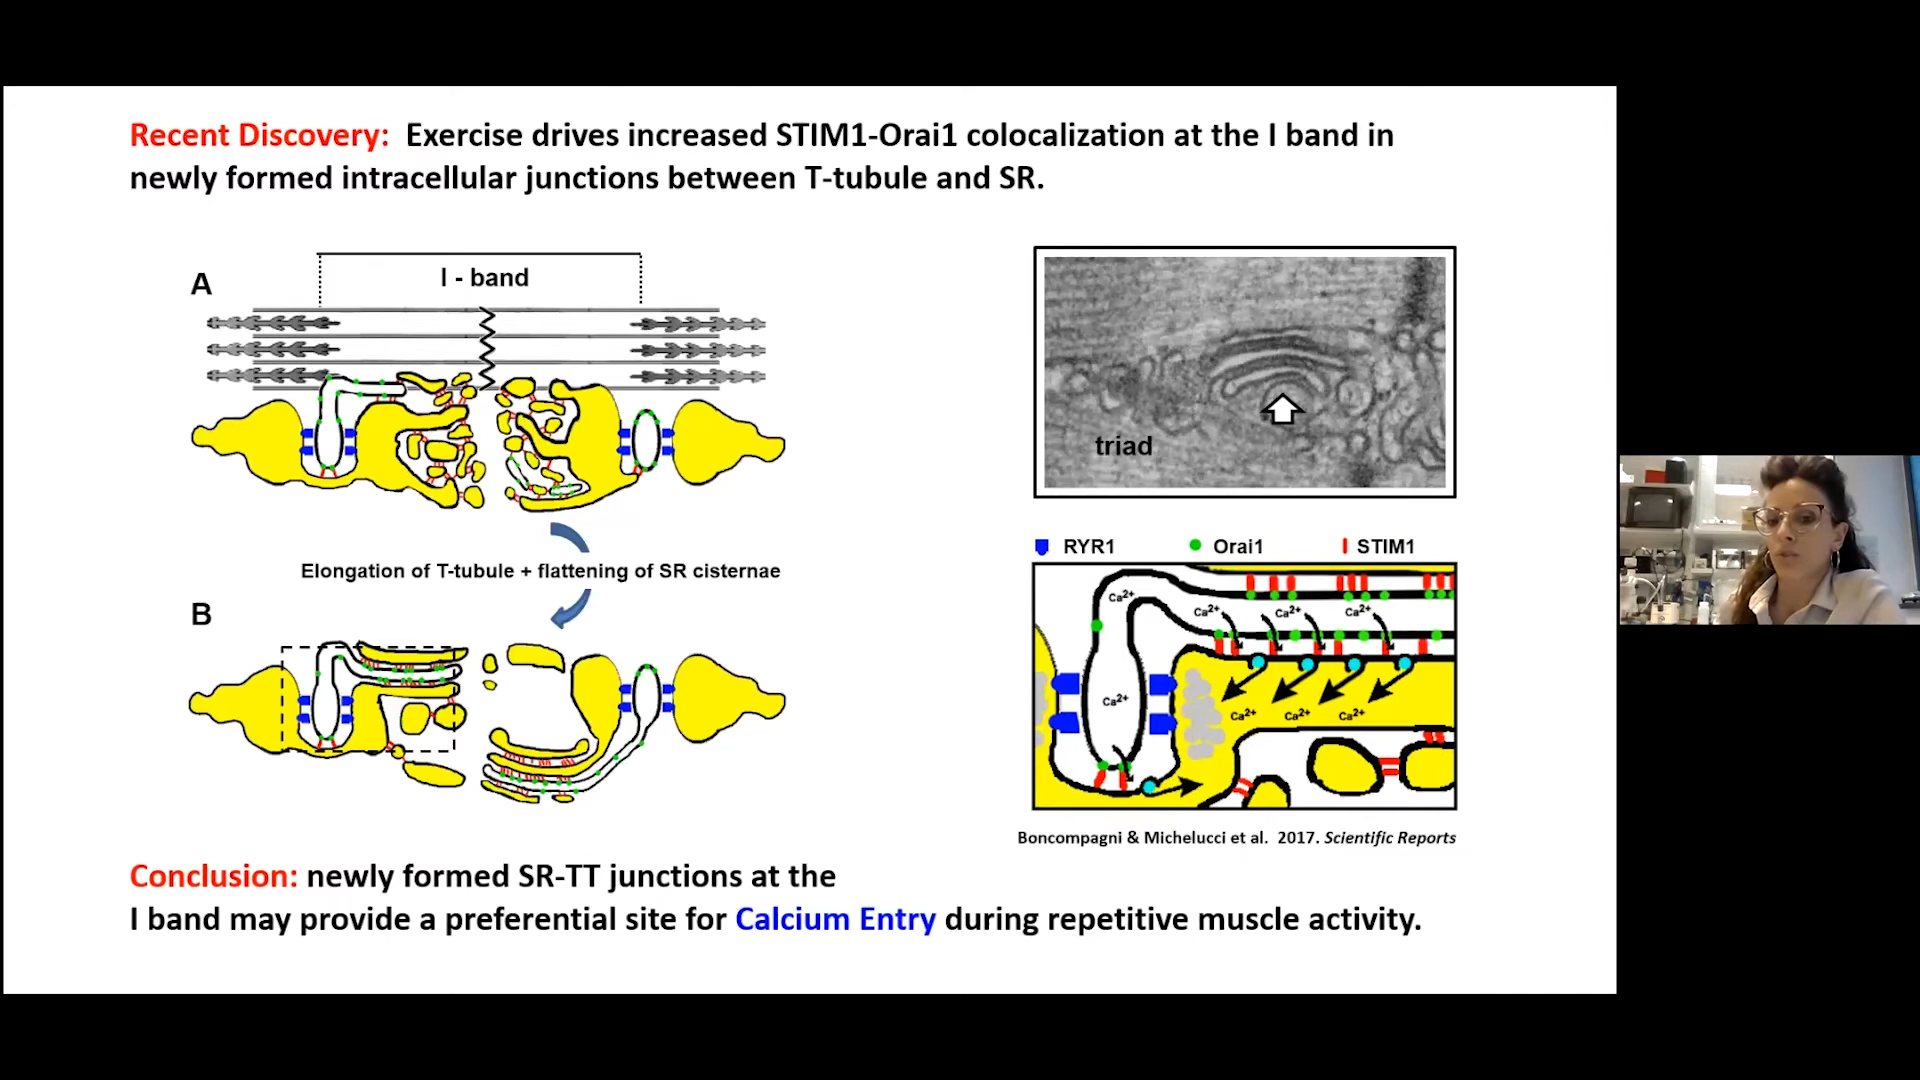 Recent Discovery: Exercise drives increased STIM1-Orai1 colocalization at the I band in
newly formed intracellular junctions between T-tubule and SR.
A
I - band
Elongation of T-tubule + flattening of SR cisternae
B
triad
RYR1 Orai1 STIM1
Ca2+
Ca2+ Ca2+ Ca2+
Ca2+
Ca2+ Ca2+ Ca2+
Boncompagni & Michelucci et al. 2017. Scientific Reports
Conclusion: newly formed SR-TT junctions at the
I band may provide a preferential site for Calcium Entry during repetitive muscle activity.